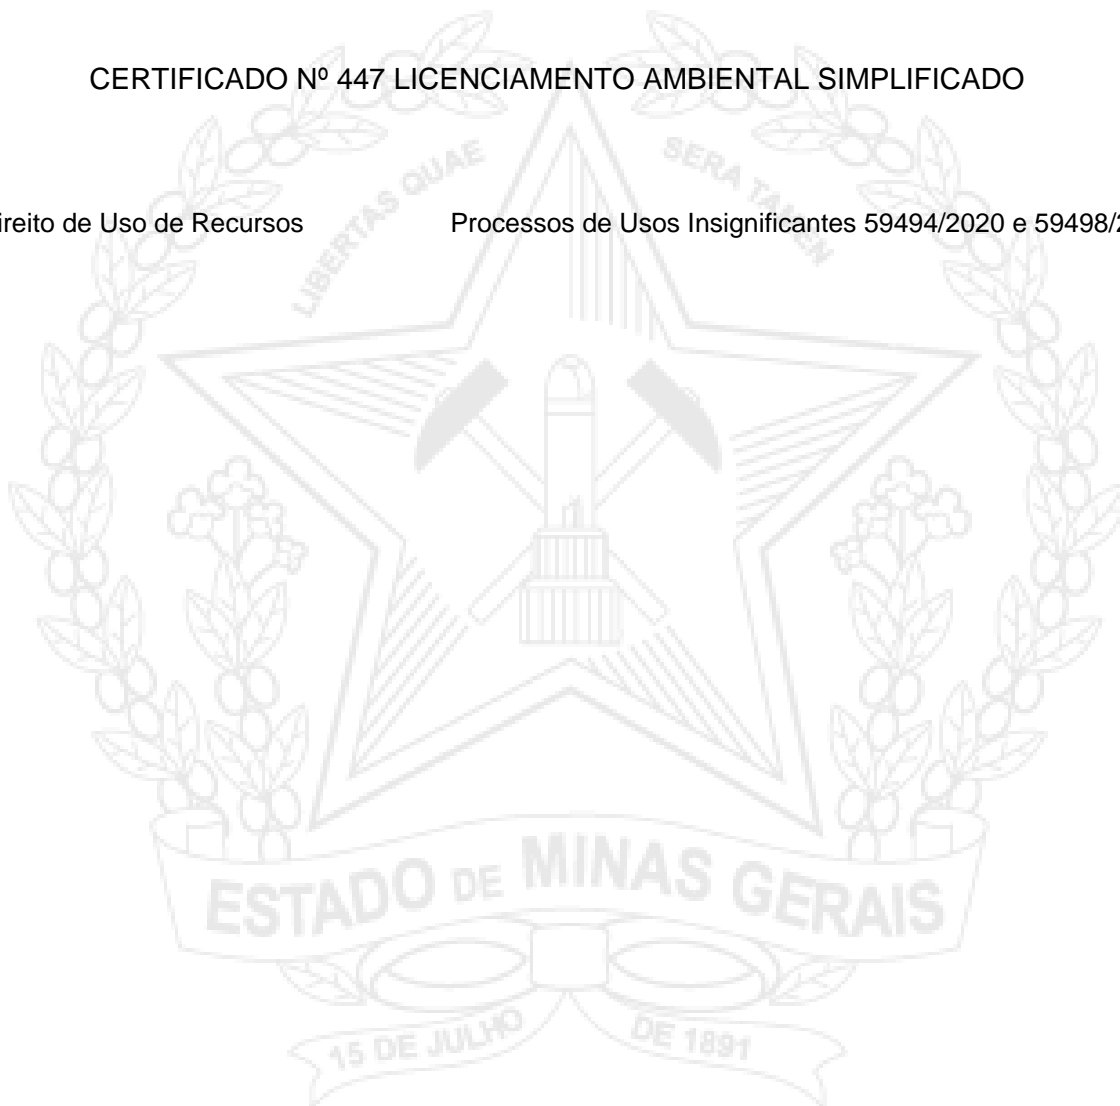 CERTIFICADO Nº 447 LICENCIAMENTO AMBIENTAL SIMPLIFICADO
LIBERTAS QUAE SERA TAMEN
ireito de Uso de Recursos Processos de Usos Insignificantes 59494/2020 e 59498/2
ESTADO DE MINAS GERAIS
15 DE JULHO DE 1891